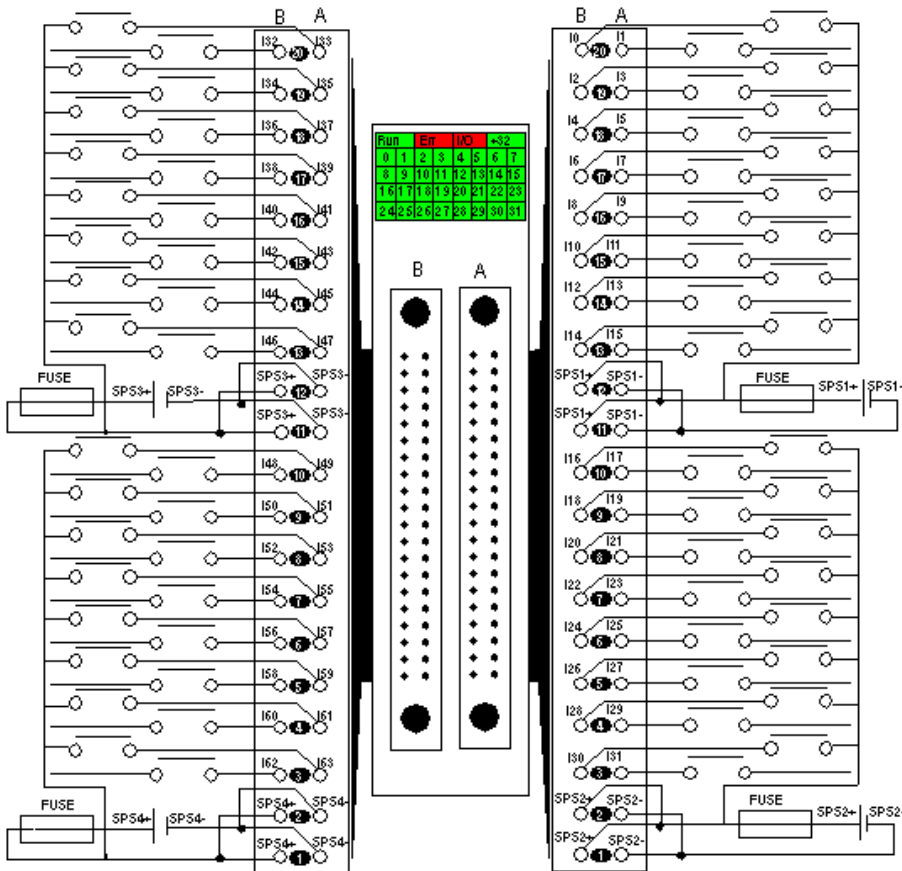 B A B A
I32 20 I33 I0 20 I1
I34 19 I35 I2 19 I3
I36 18 I37 I4 18 I5
I38 17 I39 I6 17 I7
I40 16 I41 I8 16 I9
I42 15 I43 I10 15 I11
I44 14 I45 I12 14 I13
I46 13 I47 I14 13 I15
FUSE SPS3+ SPS3- SPS3+ 12 SPS3- SPS1+ 12 SPS1- FUSE SPS1+ SPS1-
SPS3+ 11 SPS3- SPS1+ 11 SPS1-
I48 10 I49 I16 10 I17
I50 9 I51 I18 9 I19
I52 8 I53 I20 8 I21
I54 7 I55 I22 7 I23
I56 6 I57 I24 6 I25
I58 5 I59 I26 5 I27
I60 4 I61 I28 4 I29
I62 3 I63 I30 3 I31
FUSE SPS4+ SPS4- SPS4+ 2 SPS4- SPS2+ 2 SPS2- FUSE SPS2+ SPS2-
SPS4+ 1 SPS4- SPS2+ 1 SPS2-
Run Err I/O +32
0 1 2 3 4 5 6 7
8 9 10 11 12 13 14 15
16 17 18 19 20 21 22 23
24 25 26 27 28 29 30 31
B A